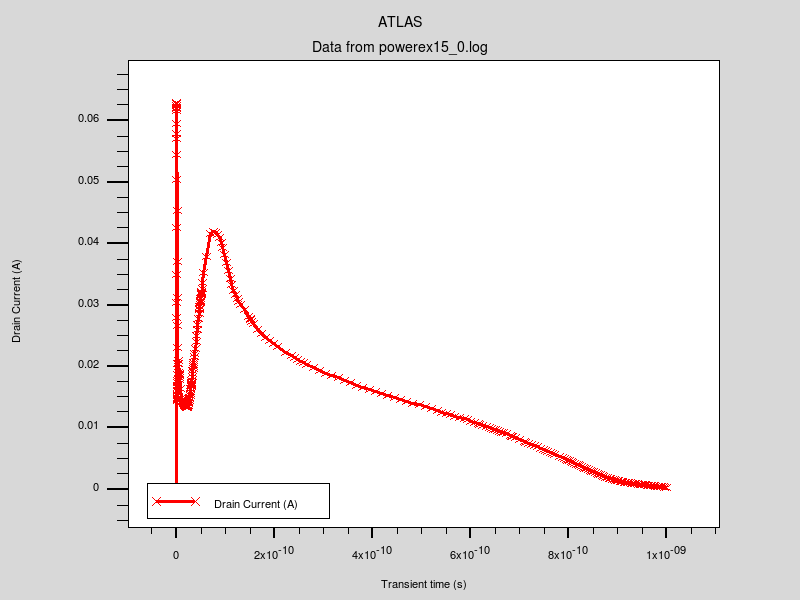 ATLAS
Data from powerex15_0.log
Drain Current (A)
0.06
0.05
0.04
0.03
0.02
0.01
0
Drain Current (A)
0
2x10-10
4x10-10
6x10-10
8x10-10
1x10-09
Transient time (s)